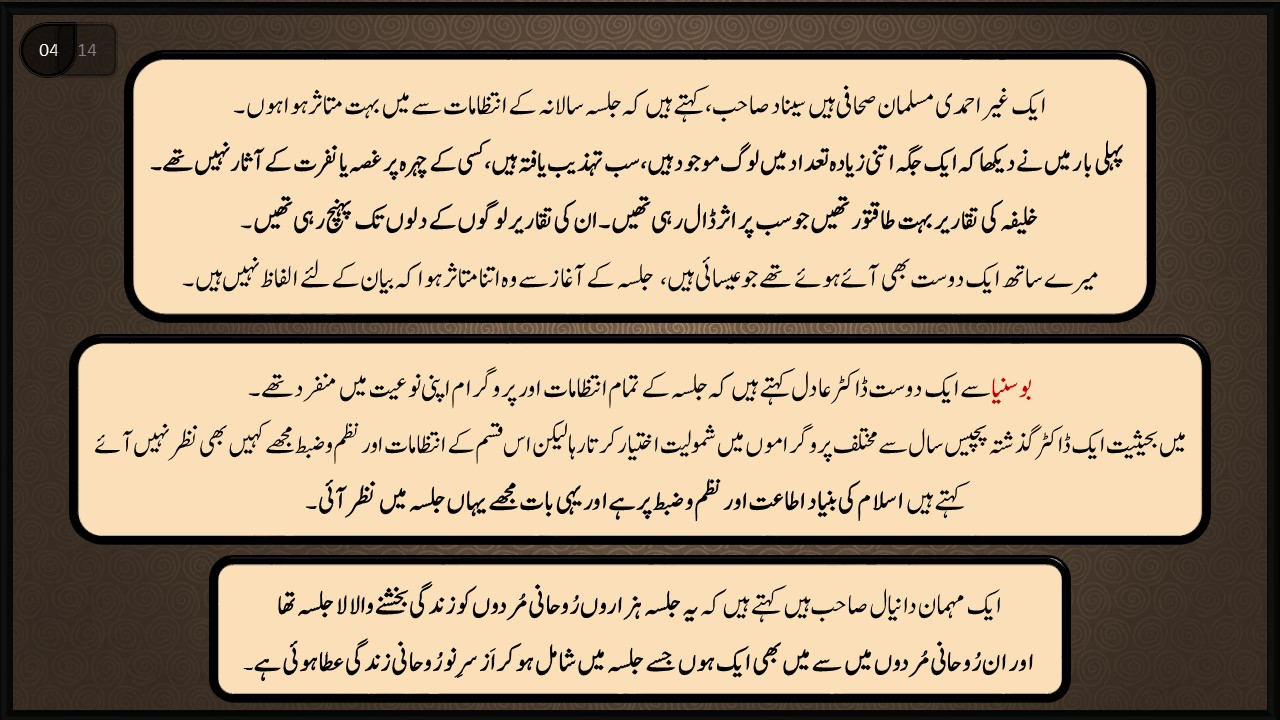 04 14
ایک غیر احمدی مسلمان صحافی ہیں سیناد صاحب، کہتے ہیں کہ جلسہ سالانہ کے انتظامات سے میں بہت متاثر ہوا ہوں۔
پہلی بار میں نے دیکھا کہ ایک جگہ اتنی زیادہ تعداد میں لوگ موجود ہیں، سب تہذیب یافتہ ہیں، کسی کے چہرہ پر غصہ یا نفرت کے آثار نہیں تھے۔
خلیفہ کی تقاریر بہت طاقتور تھیں جو سب پر اثر ڈال رہی تھیں۔ ان کی تقاریر لوگوں کے دلوں تک پہنچ رہی تھیں۔
میرے ساتھ ایک دوست بھی آئے ہوئے تھے جو عیسائی ہیں، جلسہ کے آغاز سے وہ اتنا متاثر ہوا کہ بیان کے لئے الفاظ نہیں ہیں۔
بوسنیا سے ایک دوست ڈاکٹر عادل کہتے ہیں کہ جلسہ کے تمام انتظامات اور پروگرام اپنی نوعیت میں منفرد تھے۔
میں بحیثیت ایک ڈاکٹر گذشتہ پچیس سال سے مختلف پروگراموں میں شمولیت اختیار کرتا رہا لیکن اس قسم کے انتظامات اور نظم و ضبط مجھے کہیں بھی نظر نہیں آئے
کہتے ہیں اسلام کی بنیاد اطاعت اور نظم و ضبط پر ہے اور یہی بات مجھے یہاں جلسہ میں نظر آئی۔
ایک مہمان دانیال صاحب ہیں کہتے ہیں کہ یہ جلسہ ہزاروں رُوحانی مُردوں کو زندگی بخشنے والا لا جلسہ تھا
اور ان رُوحانی مُردوں میں سے میں بھی ایک ہوں جسے جلسہ میں شامل ہو کر اَز سرِ نو رُوحانی زندگی عطا ہوئی ہے۔